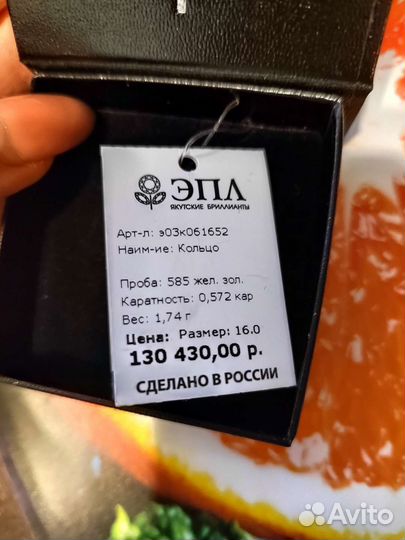 ЭПЛ
ЯКУТСКИЕ БРИЛЛИАНТЫ
Арт-л: э03к061652
Наим-ие: Кольцо
Проба: 585 жел. зол.
Каратность: 0,572 кар
Вес: 1,74 г
Цена: Размер: 16.0
130 430,00 р.
СДЕЛАНО В РОССИИ
Avito